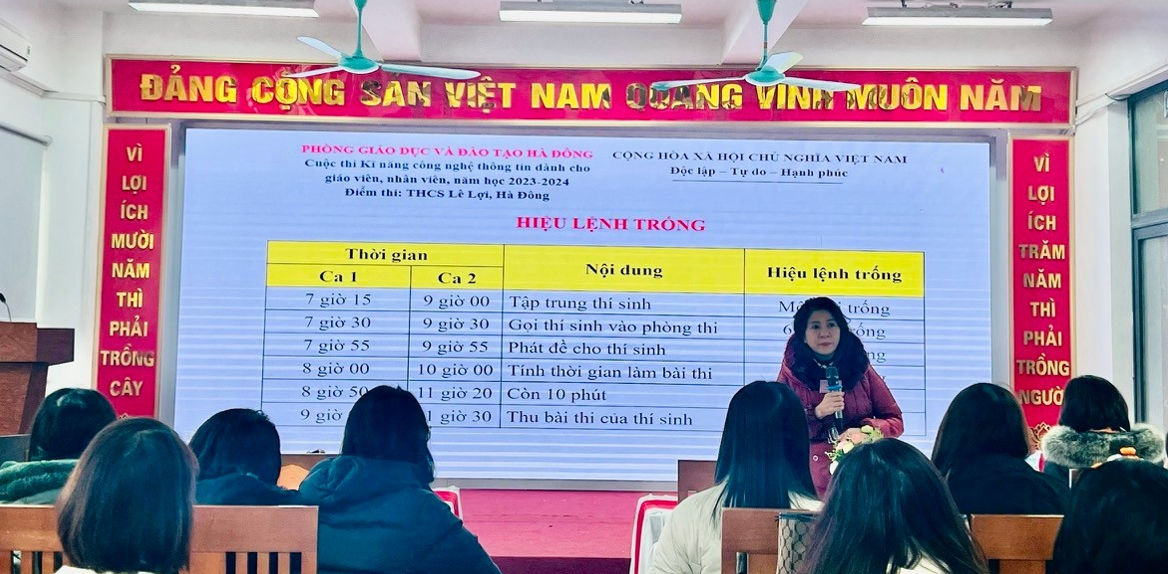 ĐẢNG CỘNG SẢN VIỆT NAM QUANG VINH MUÔN NĂM
VÌ
LỢI
ÍCH
MƯỜI
NĂM
THÌ
PHẢI
TRỒNG
CÂY
PHÒNG GIÁO DỤC VÀ ĐÀO TẠO HÀ ĐÔNG
Cuộc thi Kĩ năng công nghệ thông tin dành cho
giáo viên, nhân viên, năm học 2023-2024
Điểm thi: THCS Lê Lợi, Hà Đông
CỘNG HÒA XÃ HỘI CHỦ NGHĨA VIỆT NAM
Độc lập – Tự do – Hạnh phúc
HIỆU LỆNH TRỐNG
Thời gian Nội dung Hiệu lệnh trống
Ca 1 Ca 2
7 giờ 15 9 giờ 00 Tập trung thí sinh trống
7 giờ 30 9 giờ 30 Gọi thí sinh vào phòng thi 6
7 giờ 55 9 giờ 55 Phát đề cho thí sinh
8 giờ 00 10 giờ 00 Tính thời gian làm bài thi
8 giờ 50 11 giờ 20 Còn 10 phút
9 giờ giờ 30 Thu bài thi của thí sinh
VÌ
LỢI
ÍCH
TRĂM
NĂM
THÌ
PHẢI
TRỒNG
NGƯỜI